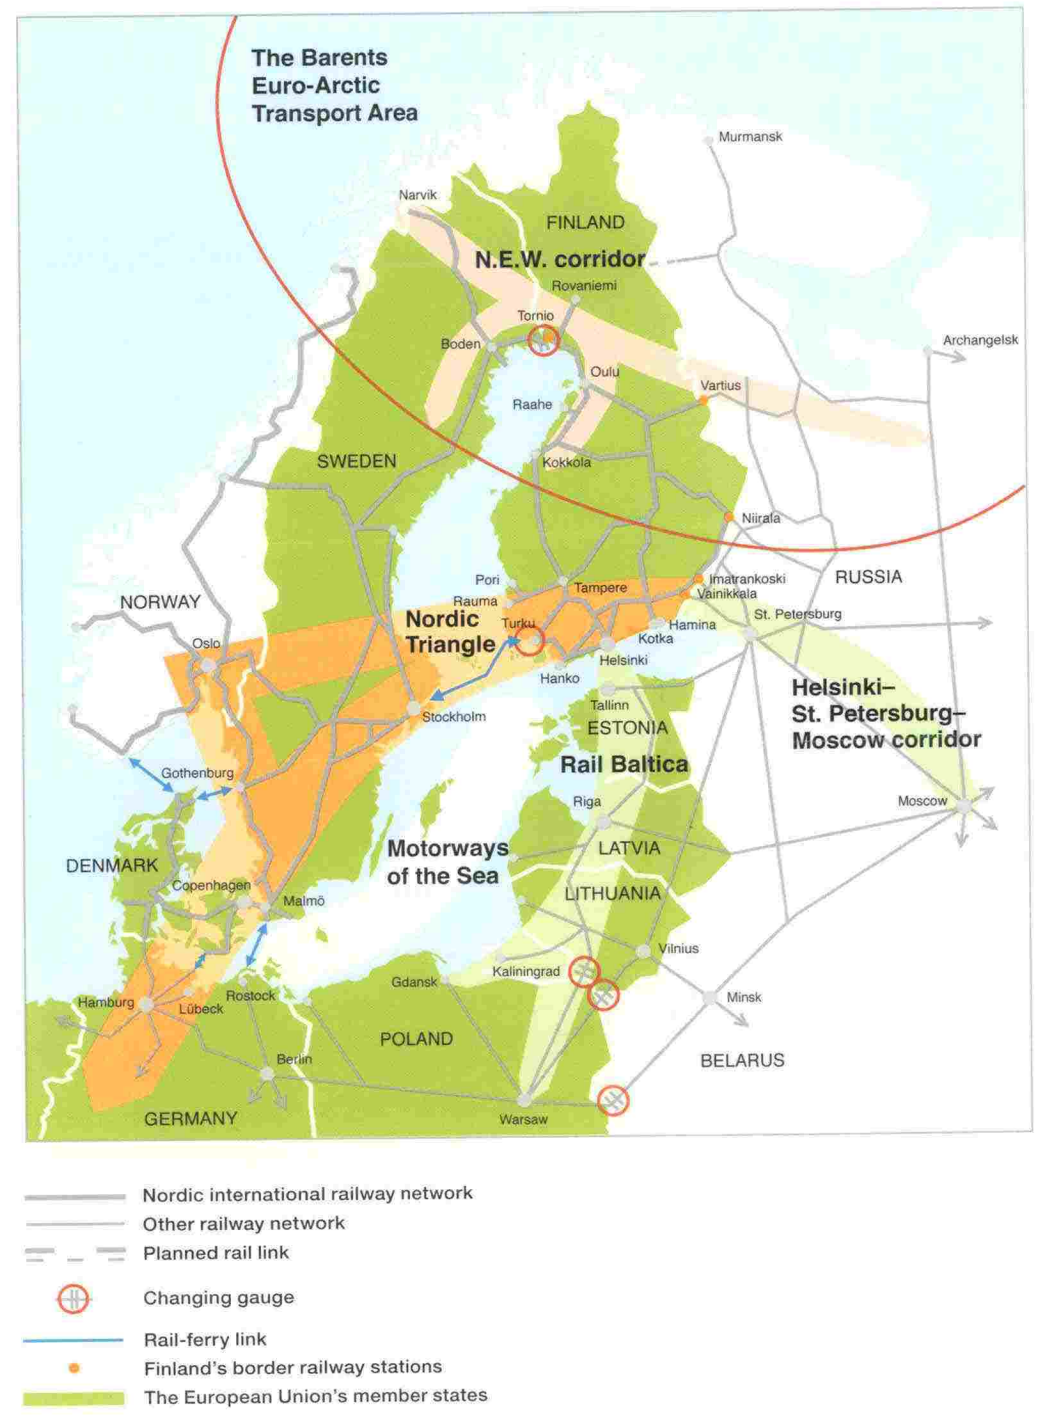 The Barents
Euro-Arctic
Transport Area
Murmansk
Narvik
FINLAND
N.E.W. corridor
Rovaniemi
Tornio
Boden
Archangelsk
Oulu
Vartius
Raahe
SWEDEN
Kokkola
Niirala
Pori
Tampere
Imatrankoski
RUSSIA
Vainikkala
NORWAY
Rauma
Nordic
Triangle
Turku
Hamina
St. Petersburg
Kotka
Oslo
Helsinki
Hanko
Helsinki–
St. Petersburg–
Moscow corridor
Tallinn
Stockholm
ESTONIA
Rail Baltica
Gothenburg
Riga
Moscow
Motorways
of the Sea
LATVIA
DENMARK
Copenhagen
LITHUANIA
Malmö
Vilnius
Kaliningrad
Gdansk
Hamburg
Rostock
Lübeck
Minsk
POLAND
Berlin
BELARUS
GERMANY
Warsaw
Nordic international railway network
Other railway network
Planned rail link
Changing gauge
Rail-ferry link
Finland's border railway stations
The European Union's member states